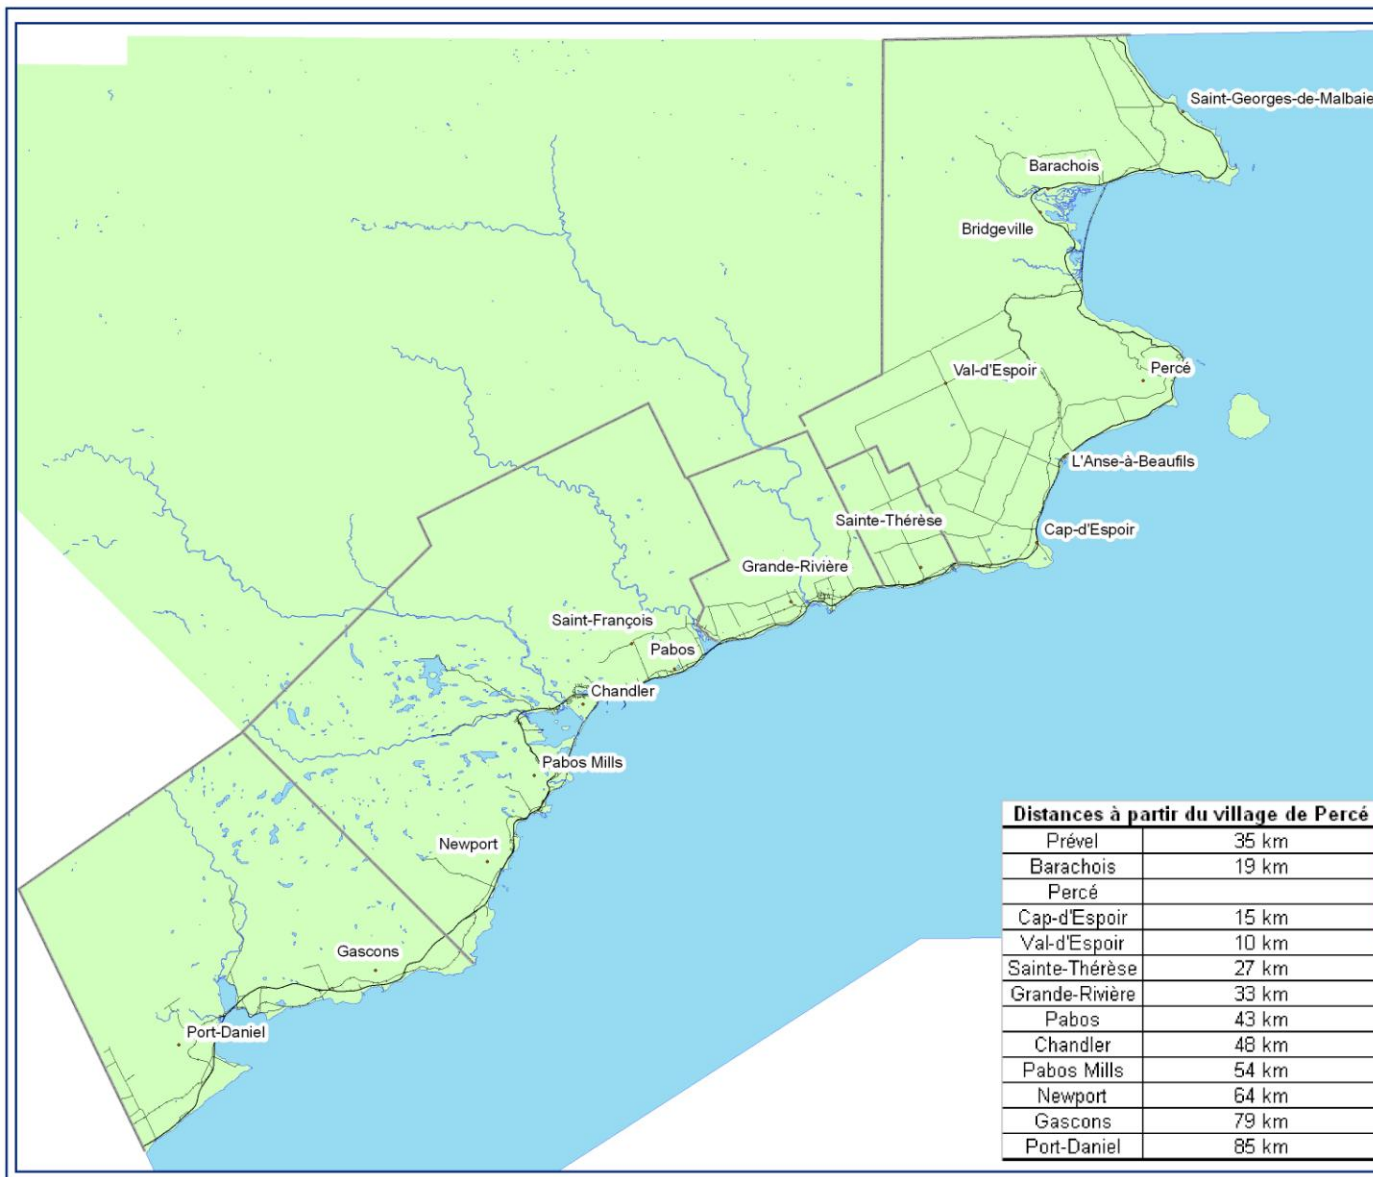 Saint-Georges-de-Malbaie
Barachois
Bridgeville
Val-d'Espoir
Percé
L'Anse-à-Beaufils
Sainte-Thérèse
Cap-d'Espoir
Grande-Rivière
Saint-François
Pabos
Chandler
Pabos Mills
Newport
Gascons
Port-Daniel
Distances à partir du village de Percé
Prével 35 km
Barachois 19 km
Percé
Cap-d'Espoir 15 km
Val-d'Espoir 10 km
Sainte-Thérèse 27 km
Grande-Rivière 33 km
Pabos 43 km
Chandler 48 km
Pabos Mills 54 km
Newport 64 km
Gascons 79 km
Port-Daniel 85 km